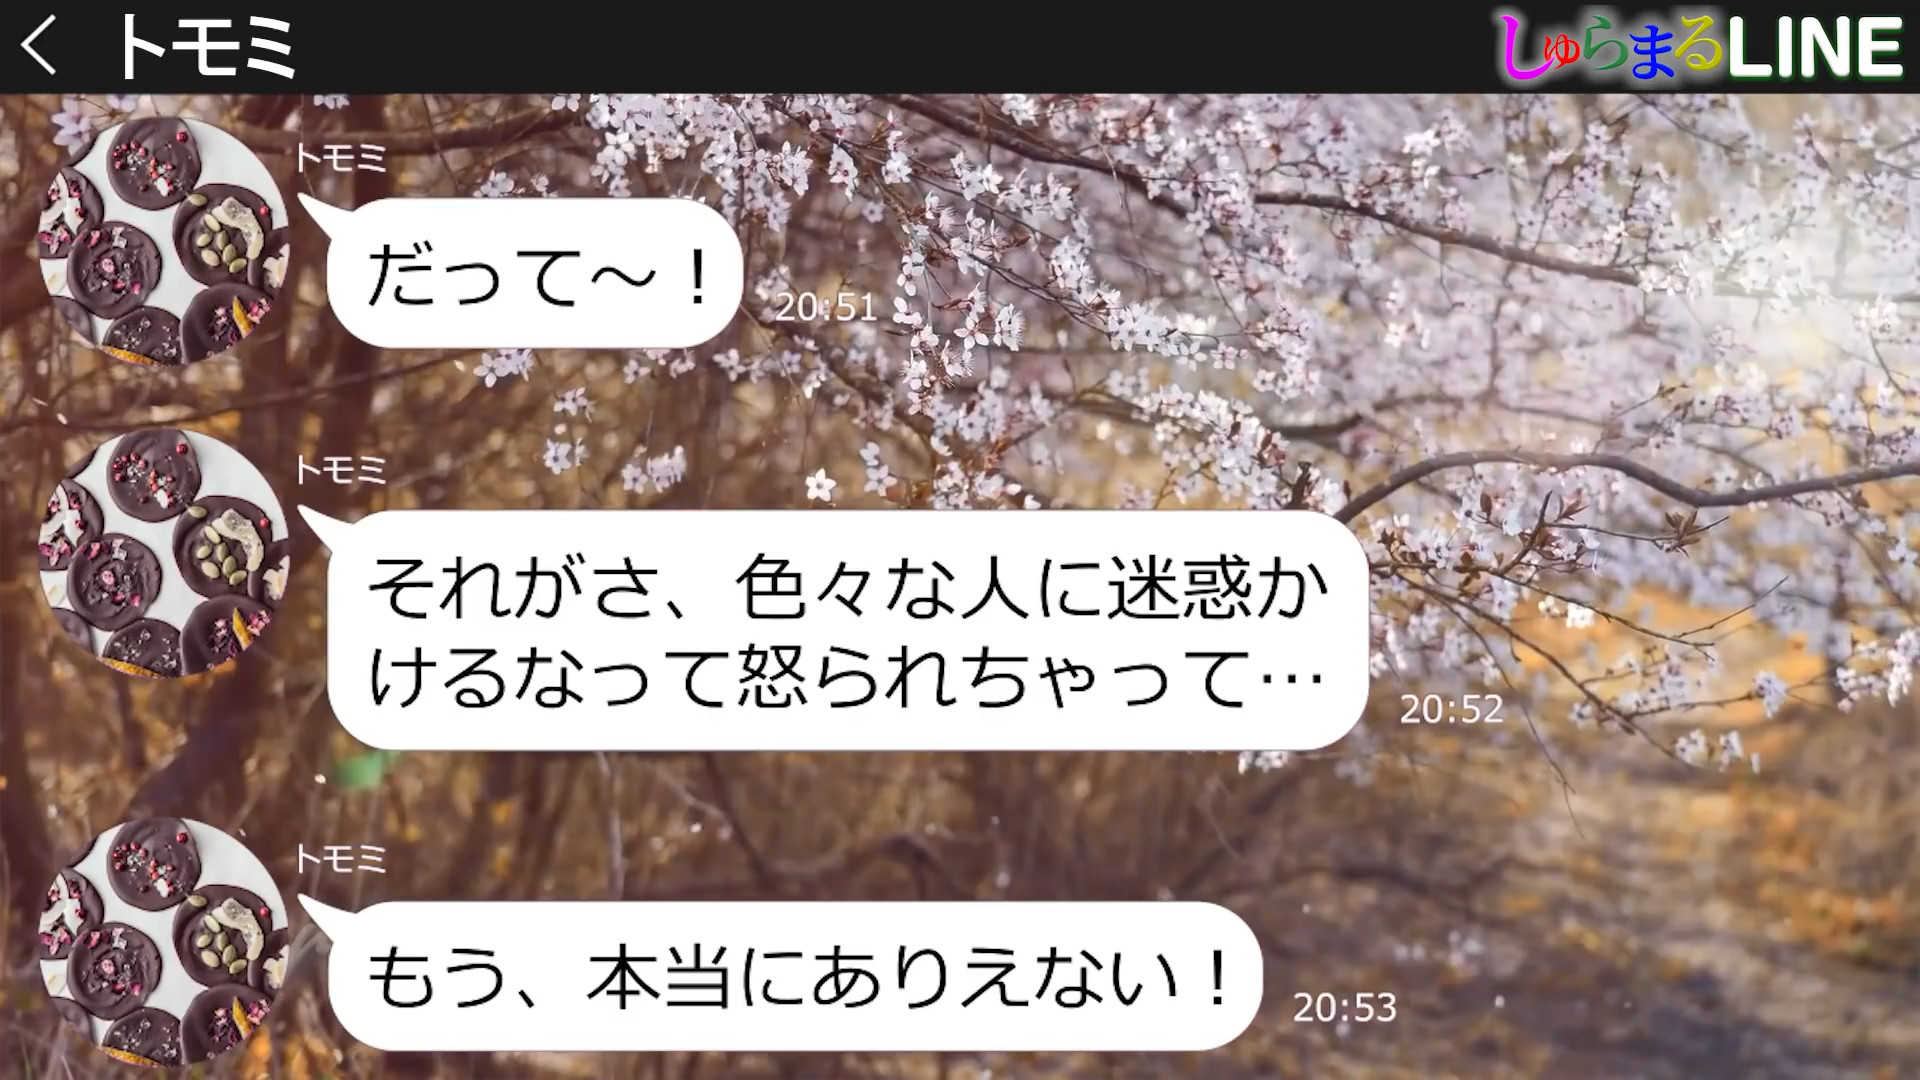 トモミ
しゅらまるLINE
トモミ
だって〜！
20:51
トモミ
それがさ、色々な人に迷惑か
けるなって怒られちゃって…
20:52
トモミ
もう、本当にありえない！
20:53